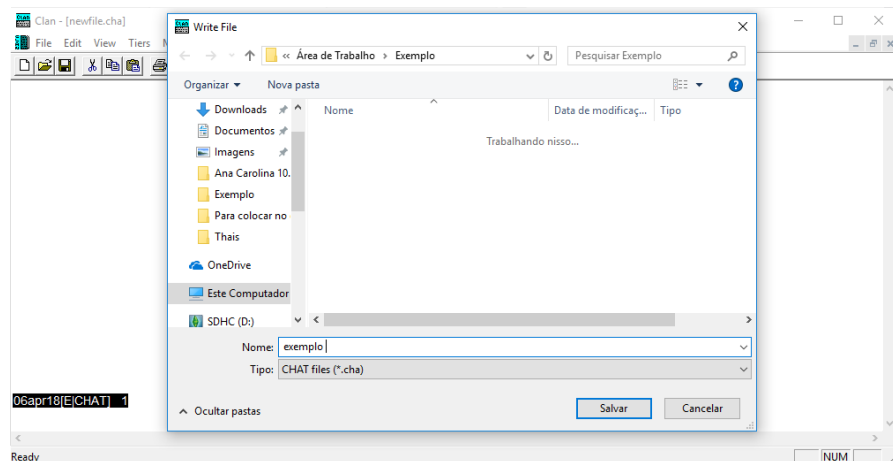 Clan - [newfile.cha]
File Edit View Tiers
Write File
« Área de Trabalho › Exemplo
Pesquisar Exemplo
Organizar
Nova pasta
Nome
Data de modificaç...
Tipo
Trabalhando nisso...
Downloads
Documentos
Imagens
Ana Carolina 10.
Exemplo
Para colocar no
Thais
OneDrive
Este Computador
SDHC (D:)
Nome: exemplo
Tipo: CHAT files (*.cha)
Ocultar pastas
Salvar
Cancelar
06apr18[E|CHAT] 1
Ready
NUM